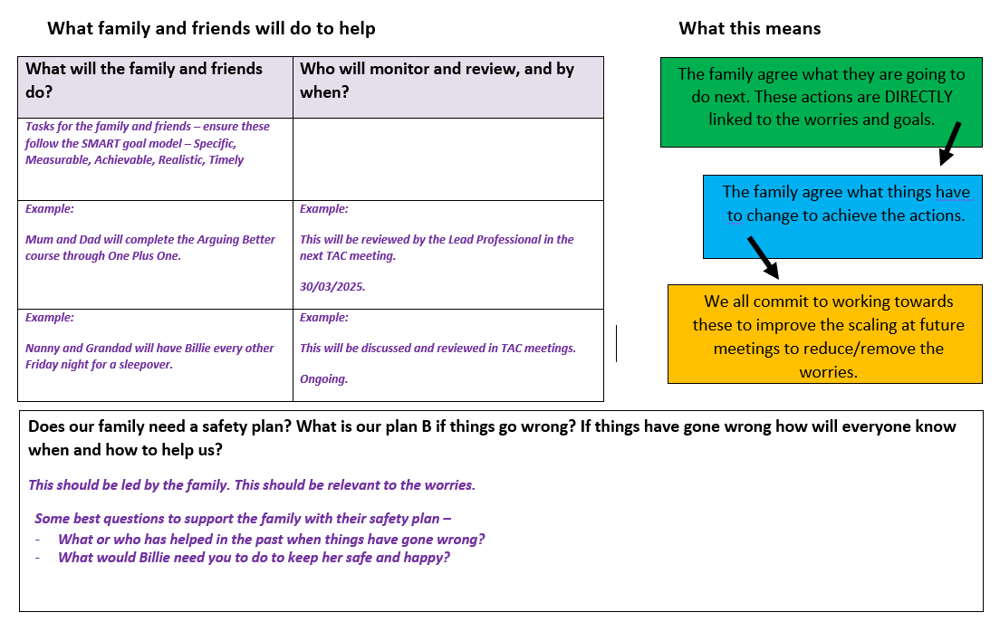 What family and friends will do to help
What will the family and friends
do?
Who will monitor and review, and by
when?
Tasks for the family and friends – ensure these
follow the SMART goal model – Specific,
Measurable, Achievable, Realistic, Timely
Example:
Mum and Dad will complete the Arguing Better
course through One Plus One.
Example:
This will be reviewed by the Lead Professional in the
next TAC meeting.
30/03/2025.
Example:
Nanny and Grandad will have Billie every other
Friday night for a sleepover.
Example:
This will be discussed and reviewed in TAC meetings.
Ongoing.
What this means
The family agree what they are going to
do next. These actions are DIRECTLY
linked to the worries and goals.
The family agree what things have
to change to achieve the actions.
We all commit to working towards
these to improve the scaling at future
meetings to reduce/remove the
worries.
Does our family need a safety plan? What is our plan B if things go wrong? If things have gone wrong how will everyone know
when and how to help us?
This should be led by the family. This should be relevant to the worries.
Some best questions to support the family with their safety plan –
- What or who has helped in the past when things have gone wrong?
- What would Billie need you to do to keep her safe and happy?